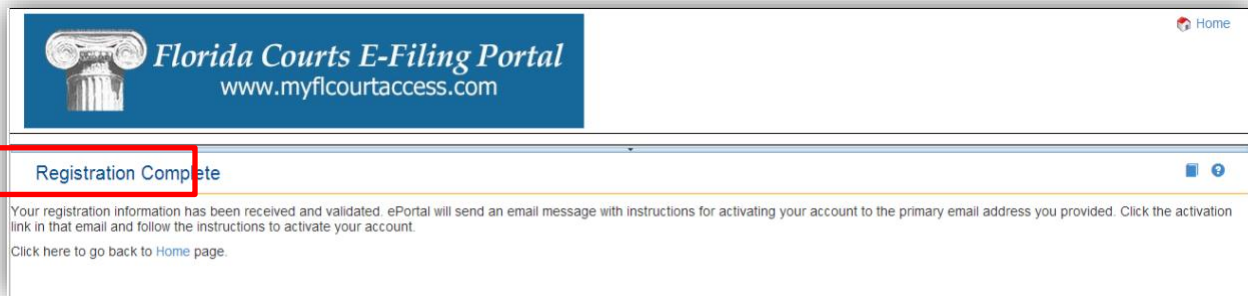 Home
Florida Courts E-Filing Portal
www.myflcourtaccess.com
Registration Complete
Your registration information has been received and validated. ePortal will send an email message with instructions for activating your account to the primary email address you provided. Click the activation
link in that email and follow the instructions to activate your account.
Click here to go back to Home page.